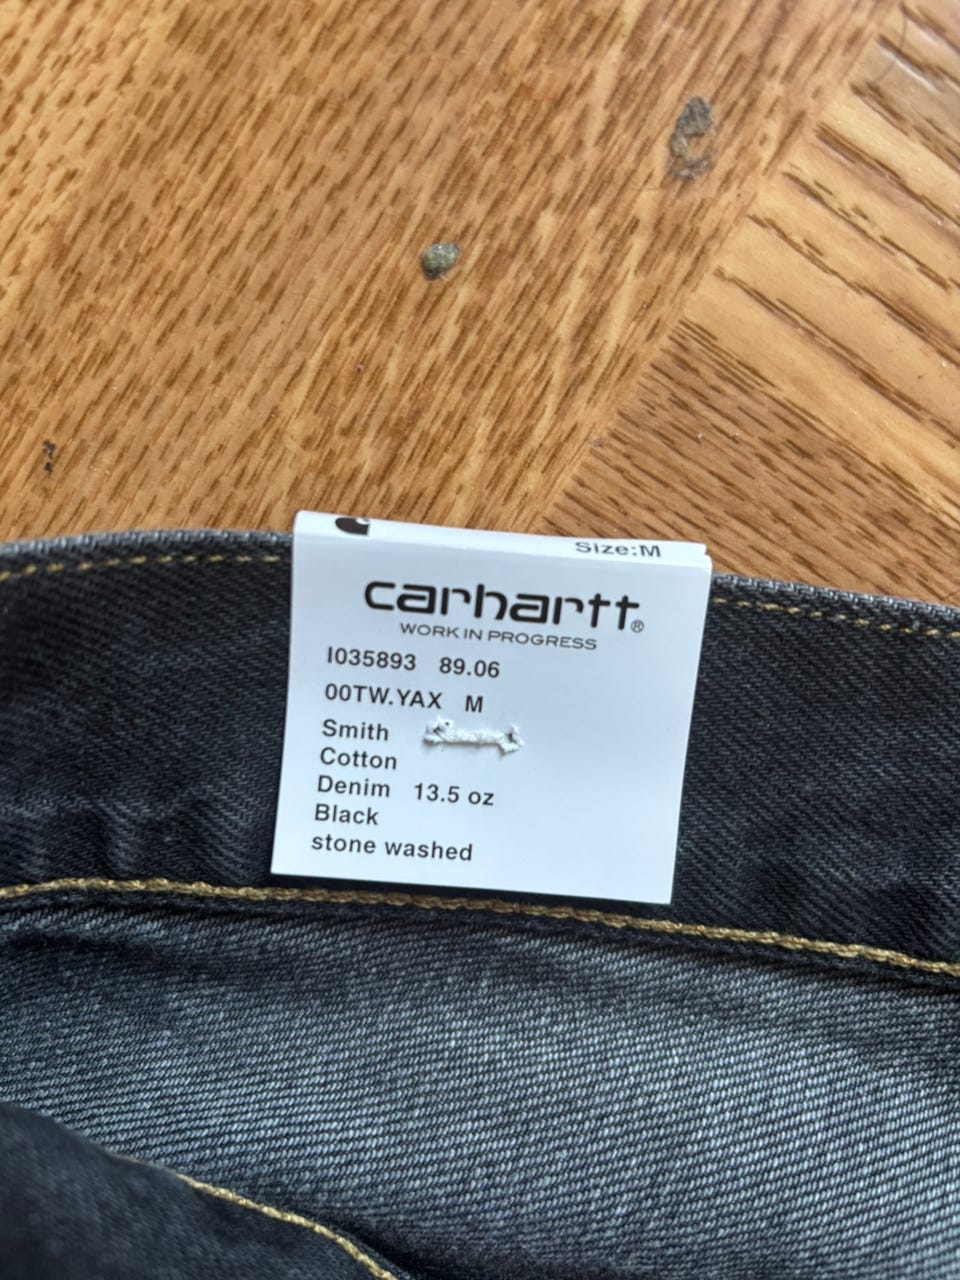 Size:M
carhartt®
WORK IN PROGRESS
I035893 89.06
00TW.YAX M
Smith
Cotton
Denim 13.5 oz
Black
stone washed